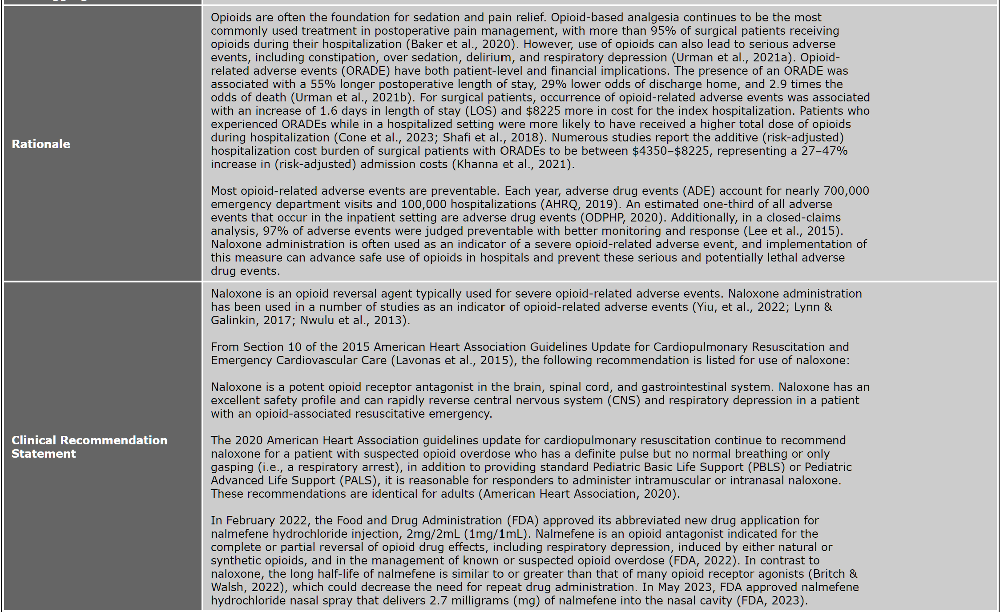 Rationale
Opioids are often the foundation for sedation and pain relief. Opioid-based analgesia continues to be the most
commonly used treatment in postoperative pain management, with more than 95% of surgical patients receiving
opioids during their hospitalization (Baker et al., 2020). However, use of opioids can also lead to serious adverse
events, including constipation, over sedation, delirium, and respiratory depression (Urman et al., 2021a). Opioid-
related adverse events (ORADE) have both patient-level and financial implications. The presence of an ORADE was
associated with a 55% longer postoperative length of stay, 29% lower odds of discharge home, and 2.9 times the
odds of death (Urman et al., 2021b). For surgical patients, occurrence of opioid-related adverse events was associated
with an increase of 1.6 days in length of stay (LOS) and $8225 more in cost for the index hospitalization. Patients who
experienced ORADEs while in a hospitalized setting were more likely to have received a higher total dose of opioids
during hospitalization (Cone et al., 2023; Shafi et al., 2018). Numerous studies report the additive (risk-adjusted)
hospitalization cost burden of surgical patients with ORADEs to be between $4350–$8225, representing a 27–47%
increase in (risk-adjusted) admission costs (Khanna et al., 2021).
Most opioid-related adverse events are preventable. Each year, adverse drug events (ADE) account for nearly 700,000
emergency department visits and 100,000 hospitalizations (AHRQ, 2019). An estimated one-third of all adverse
events that occur in the inpatient setting are adverse drug events (ODPHP, 2020). Additionally, in a closed-claims
analysis, 97% of adverse events were judged preventable with better monitoring and response (Lee et al., 2015).
Naloxone administration is often used as an indicator of a severe opioid-related adverse event, and implementation of
this measure can advance safe use of opioids in hospitals and prevent these serious and potentially lethal adverse
drug events.
Clinical Recommendation
Statement
Naloxone is an opioid reversal agent typically used for severe opioid-related adverse events. Naloxone administration
has been used in a number of studies as an indicator of opioid-related adverse events (Yiu, et al., 2022; Lynn &
Galinkin, 2017; Nwulu et al., 2013).
From Section 10 of the 2015 American Heart Association Guidelines Update for Cardiopulmonary Resuscitation and
Emergency Cardiovascular Care (Lavonas et al., 2015), the following recommendation is listed for use of naloxone:
Naloxone is a potent opioid receptor antagonist in the brain, spinal cord, and gastrointestinal system. Naloxone has an
excellent safety profile and can rapidly reverse central nervous system (CNS) and respiratory depression in a patient
with an opioid-associated resuscitative emergency.
The 2020 American Heart Association guidelines update for cardiopulmonary resuscitation continue to recommend
naloxone for a patient with suspected opioid overdose who has a definite pulse but no normal breathing or only
gasping (i.e., a respiratory arrest), in addition to providing standard Pediatric Basic Life Support (PBLS) or Pediatric
Advanced Life Support (PALS), it is reasonable for responders to administer intramuscular or intranasal naloxone.
These recommendations are identical for adults (American Heart Association, 2020).
In February 2022, the Food and Drug Administration (FDA) approved its abbreviated new drug application for
nalmefene hydrochloride injection, 2mg/2mL (1mg/1mL). Nalmefene is an opioid antagonist indicated for the
complete or partial reversal of opioid drug effects, including respiratory depression, induced by either natural or
synthetic opioids, and in the management of known or suspected opioid overdose (FDA, 2022). In contrast to
naloxone, the long half-life of nalmefene is similar to or greater than that of many opioid receptor agonists (Britch &
Walsh, 2022), which could decrease the need for repeat drug administration. In May 2023, FDA approved nalmefene
hydrochloride nasal spray that delivers 2.7 milligrams (mg) of nalmefene into the nasal cavity (FDA, 2023).